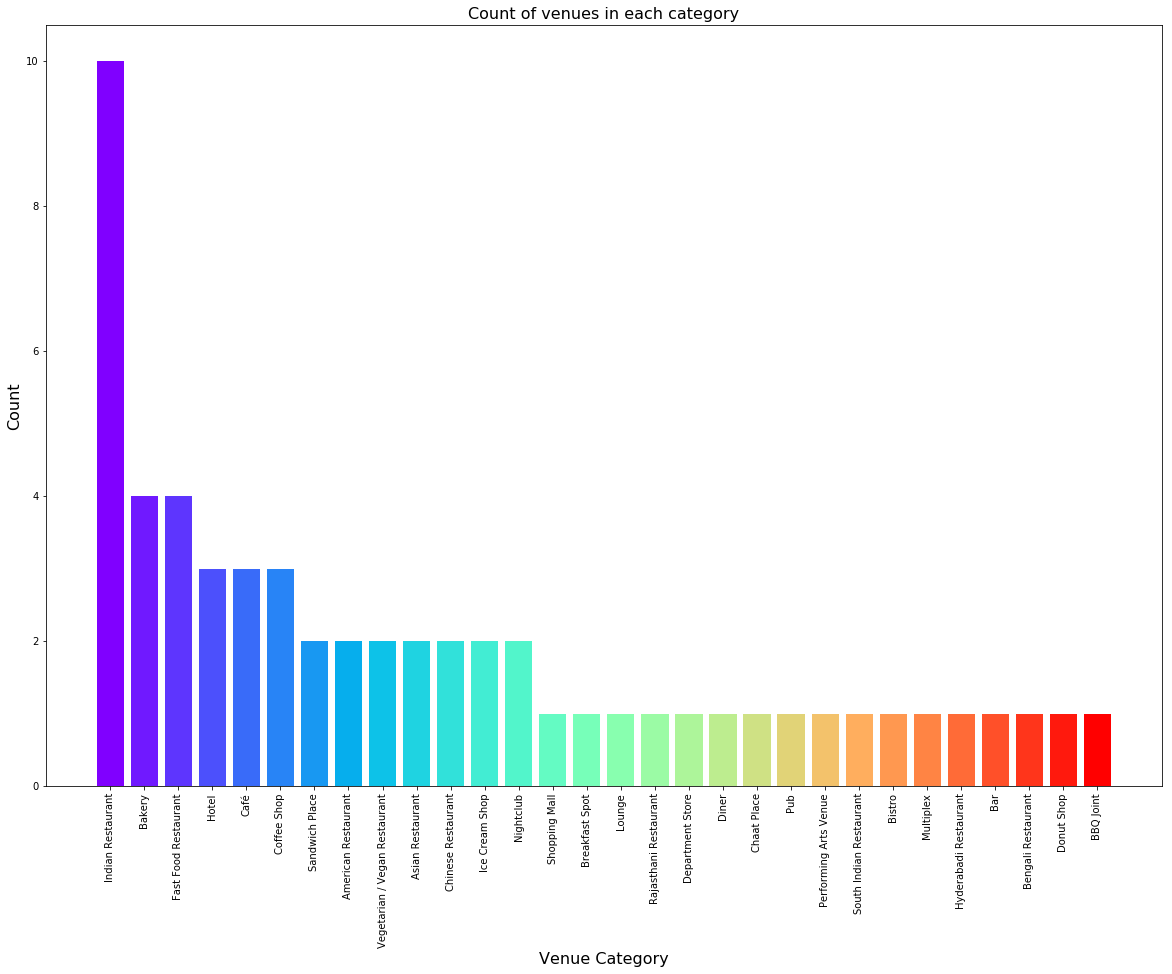 Count of venues in each category
Count
10
8
6
4
2
0
Indian Restaurant
Bakery
Fast Food Restaurant
Hotel
Café
Coffee Shop
Sandwich Place
American Restaurant
Vegetarian / Vegan Restaurant
Asian Restaurant
Chinese Restaurant
Ice Cream Shop
Nightclub
Shopping Mall
Breakfast Spot
Lounge
Rajasthani Restaurant
Department Store
Diner
Chaat Place
Pub
Performing Arts Venue
South Indian Restaurant
Bistro
Multiplex
Hyderabadi Restaurant
Bar
Bengali Restaurant
Donut Shop
BBQ Joint
Venue Category